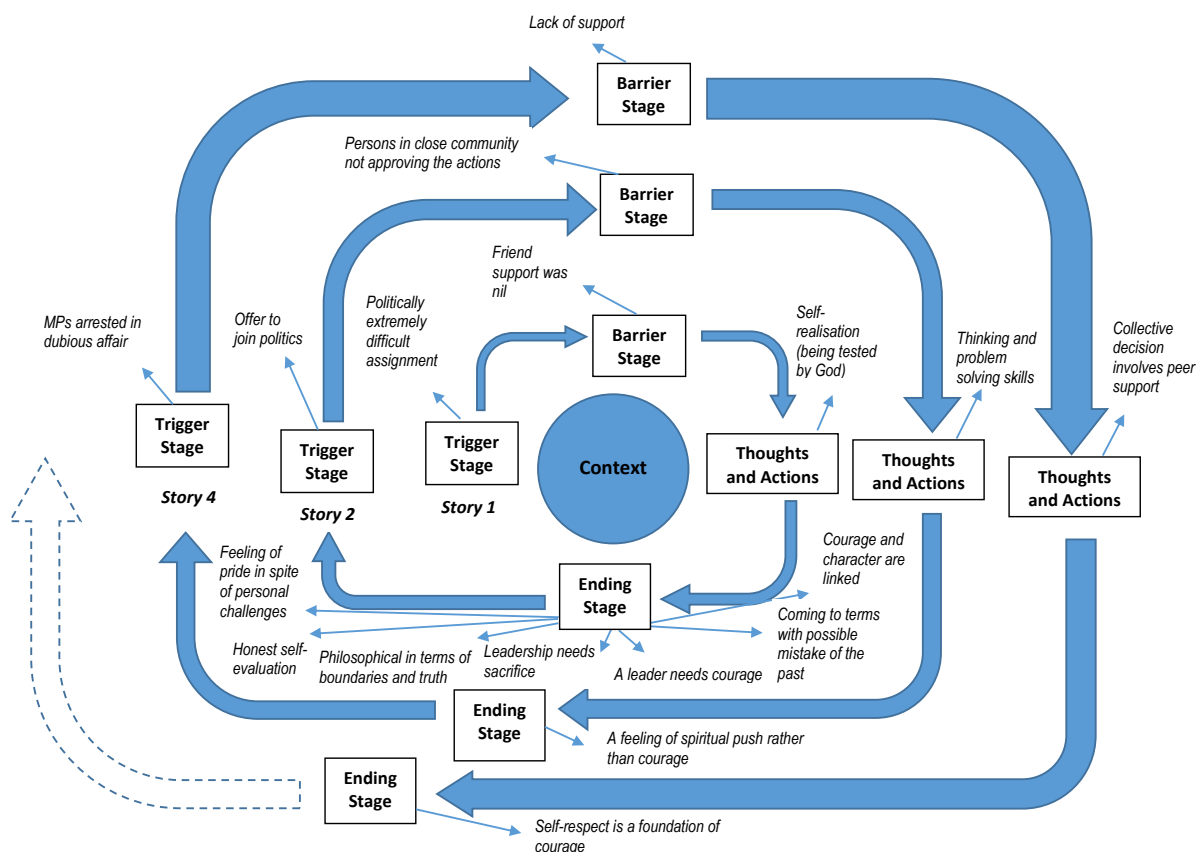 Lack of support
Barrier
Stage
Persons in close community
not approving the actions
Barrier
Stage
Friend
support was
nil
Barrier
Stage
MPs arrested in
dubious affair
Offer to
join politics
Politically
extremely
difficult
assignment
Self-
realisation
(being tested
by God)
Thinking and
problem
solving skills
Collective
decision
involves peer
support
Trigger
Stage
Story 4
Trigger
Stage
Story 2
Trigger
Stage
Story 1
Context
Thoughts
and Actions
Thoughts
and Actions
Thoughts
and Actions
Feeling of
pride in spite
of personal
challenges
Ending
Stage
Courage and
character are
linked
Honest self-
evaluation
Philosophical in terms of
boundaries and truth
Leadership needs
sacrifice
A leader needs courage
Coming to terms
with possible
mistake of the
past
Ending
Stage
A feeling of spiritual push rather
than courage
Ending
Stage
Self-respect is a foundation of
courage